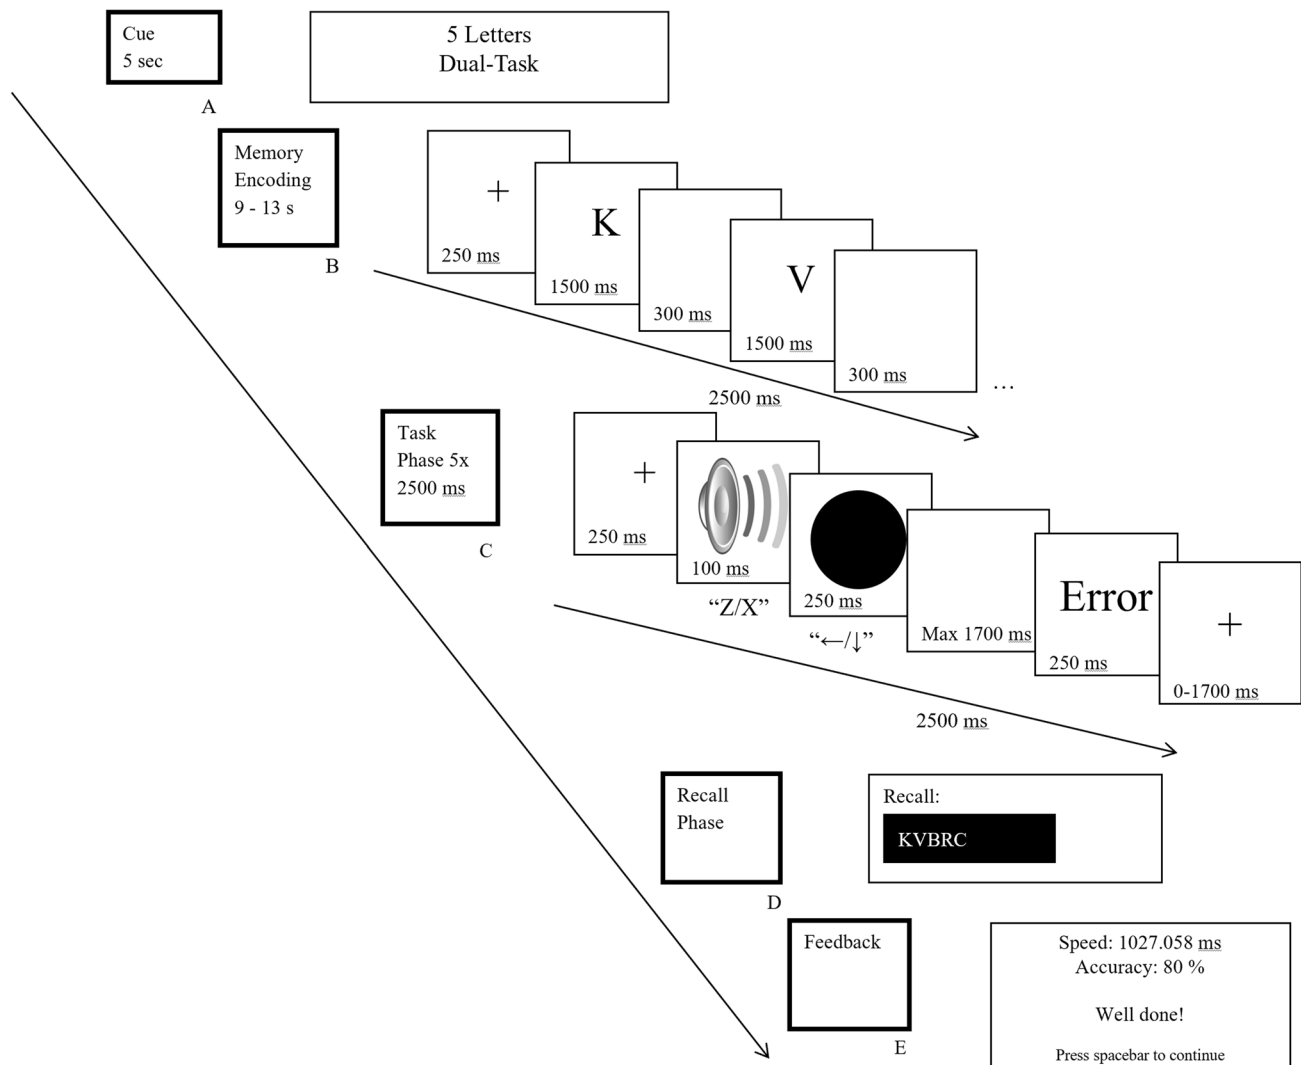 Cue
5 sec
A
5 Letters
Dual-Task
Memory
Encoding
9 - 13 s
B
+
250 ms
K
1500 ms
300 ms
V
1500 ms
300 ms
...
2500 ms
Task
Phase 5x
2500 ms
C
+
250 ms
100 ms
“Z/X”
250 ms
“←/↓”
Max 1700 ms
Error
250 ms
+
0-1700 ms
2500 ms
Recall
Phase
D
Recall:
KVBRC
Feedback
E
Speed: 1027.058 ms
Accuracy: 80 %
Well done!
Press spacebar to continue